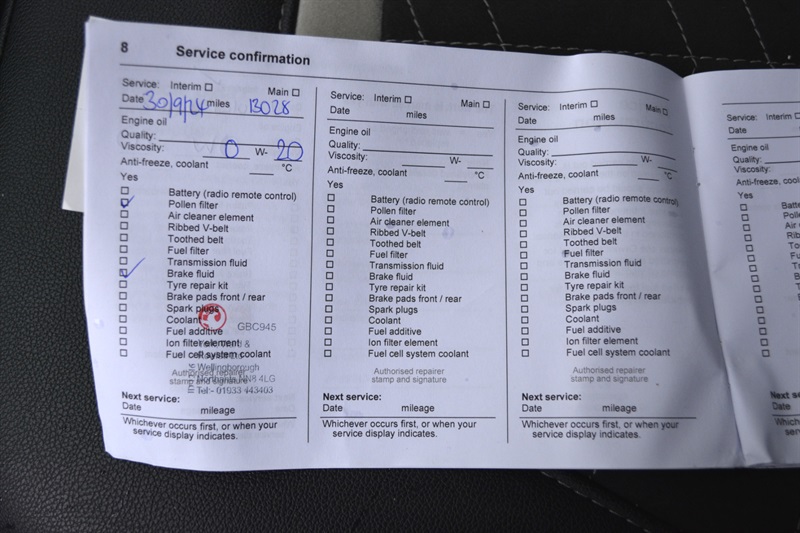 8 Service confirmation
Service: Interim ☐ Main ☐
Date 30/9/24 miles 13028
Engine oil
Quality:
Viscosity: 0 W- 20
Anti-freeze, coolant °C
Yes
Battery (radio remote control)
Pollen filter
Air cleaner element
Ribbed V-belt
Toothed belt
Fuel filter
Transmission fluid
Brake fluid
Tyre repair kit
Brake pads front / rear
Spark plugs
Coolant
GBC945
Fuel additive
Ion filter element
Fuel cell system coolant
Wellingborough
Authorised repairer
NN8 4LG
stamp and signature
Tel:- 01933 443403
Next service:
Date mileage
Whichever occurs first, or when your
service display indicates.
Service: Interim ☐ Main ☐
Date miles
Engine oil
Quality:
Viscosity: W-
Anti-freeze, coolant °C
Yes
Battery (radio remote control)
Pollen filter
Air cleaner element
Ribbed V-belt
Toothed belt
Fuel filter
Transmission fluid
Brake fluid
Tyre repair kit
Brake pads front / rear
Spark plugs
Coolant
Fuel additive
Ion filter element
Fuel cell system coolant
Authorised repairer
stamp and signature
Next service:
Date mileage
Whichever occurs first, or when your
service display indicates.
Service: Interim ☐ Main ☐
Date miles
Engine oil
Quality:
Viscosity: W-
Anti-freeze, coolant °C
Yes
Battery (radio remote control)
Pollen filter
Air cleaner element
Ribbed V-belt
Toothed belt
Fuel filter
Transmission fluid
Brake fluid
Tyre repair kit
Brake pads front / rear
Spark plugs
Coolant
Fuel additive
Ion filter element
Fuel cell system coolant
Authorised repairer
stamp and signature
Next service:
Date mileage
Whichever occurs first, or when your
service display indicates.
Service: Interim ☐
Date
Engine oil
Quality:
Viscosity:
Anti-freeze, coolant
Yes
Next service:
Date
Whichever
service